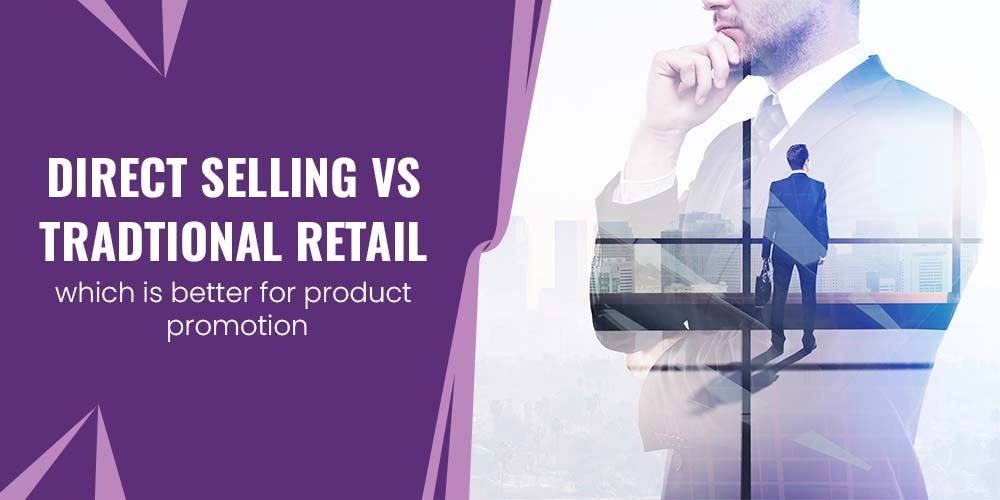 DIRECT SELLING VS
TRADTIONAL RETAIL
which is better for product
promotion